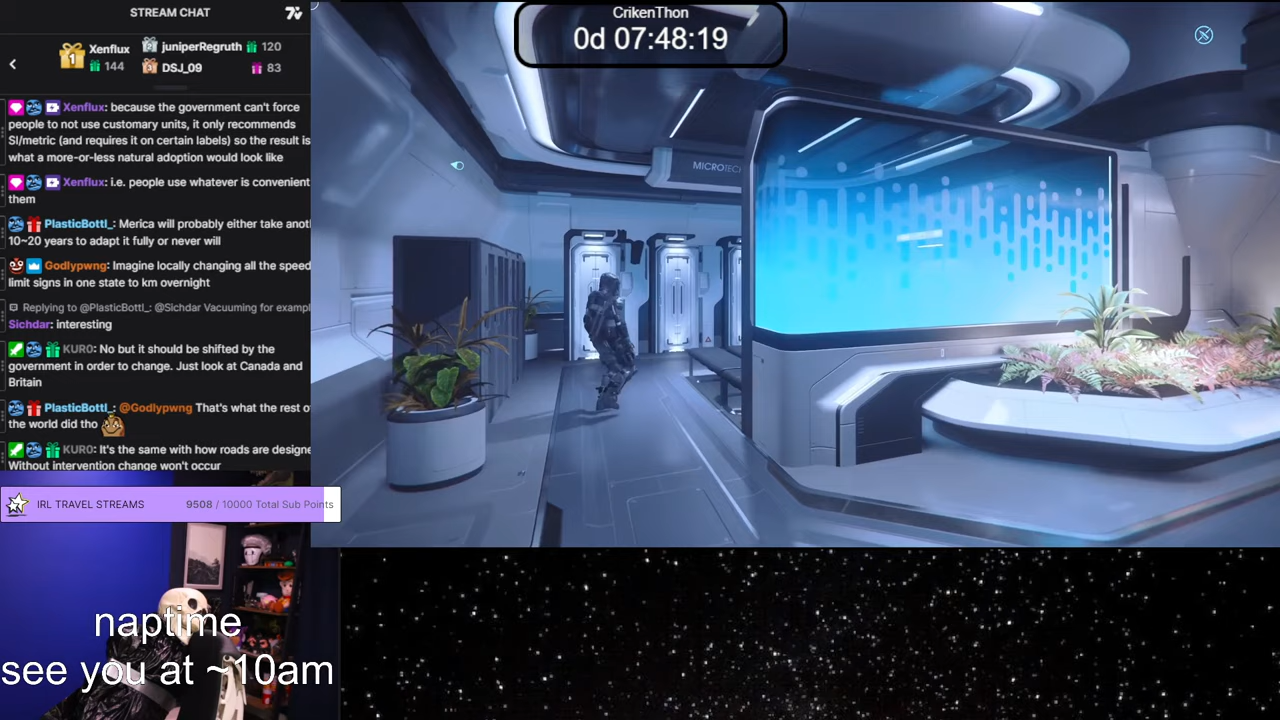 STREAM CHAT
Xenflux
144
juniperRegruth 120
DSJ_09 83
Xenflux: because the government can't force
people to not use customary units, it only recommends
SI/metric (and requires it on certain labels) so the result is
what a more-or-less natural adoption would look like
Xenflux: i.e. people use whatever is convenient
them
PlasticBottl_: Merica will probably either take anot
10~20 years to adapt it fully or never will
Godlypwng: Imagine locally changing all the speed
limit signs in one state to km overnight
Replying to @PlasticBottl_: @Sichdar Vacuuming for exampl
Sichdar: interesting
KUR0: No but it should be shifted by the
government in order to change. Just look at Canada and
Britain
PlasticBottl_: @Godlypwng That's what the rest o
the world did tho
KUR0: It's the same with how roads are designe
Without intervention change won't occur
IRL TRAVEL STREAMS 9508 / 10000 Total Sub Points
naptime
see you at ~10am
CrikenThon
0d 07:48:19
MICROTECH